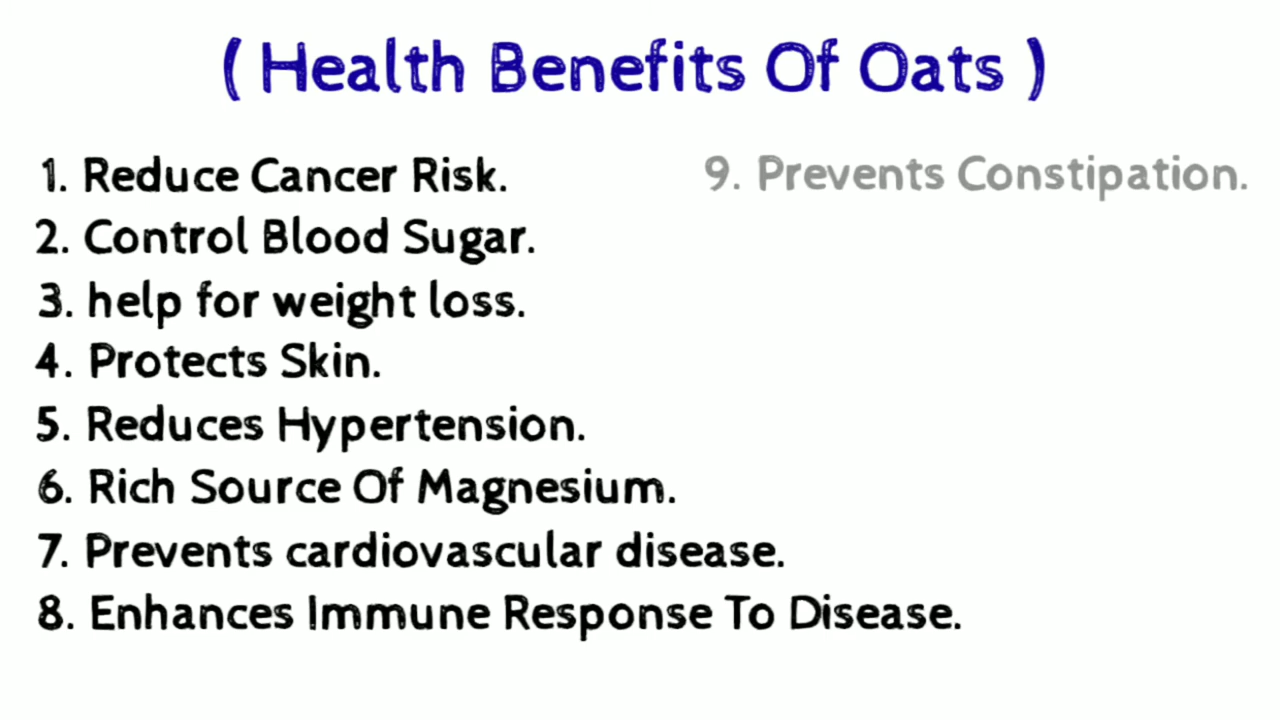 ( Health Benefits Of Oats )
1. Reduce Cancer Risk.
2. Control Blood Sugar.
3. help for weight loss.
4. Protects Skin.
5. Reduces Hypertension.
6. Rich Source Of Magnesium.
7. Prevents cardiovascular disease.
8. Enhances Immune Response To Disease.
9. Prevents Constipation.